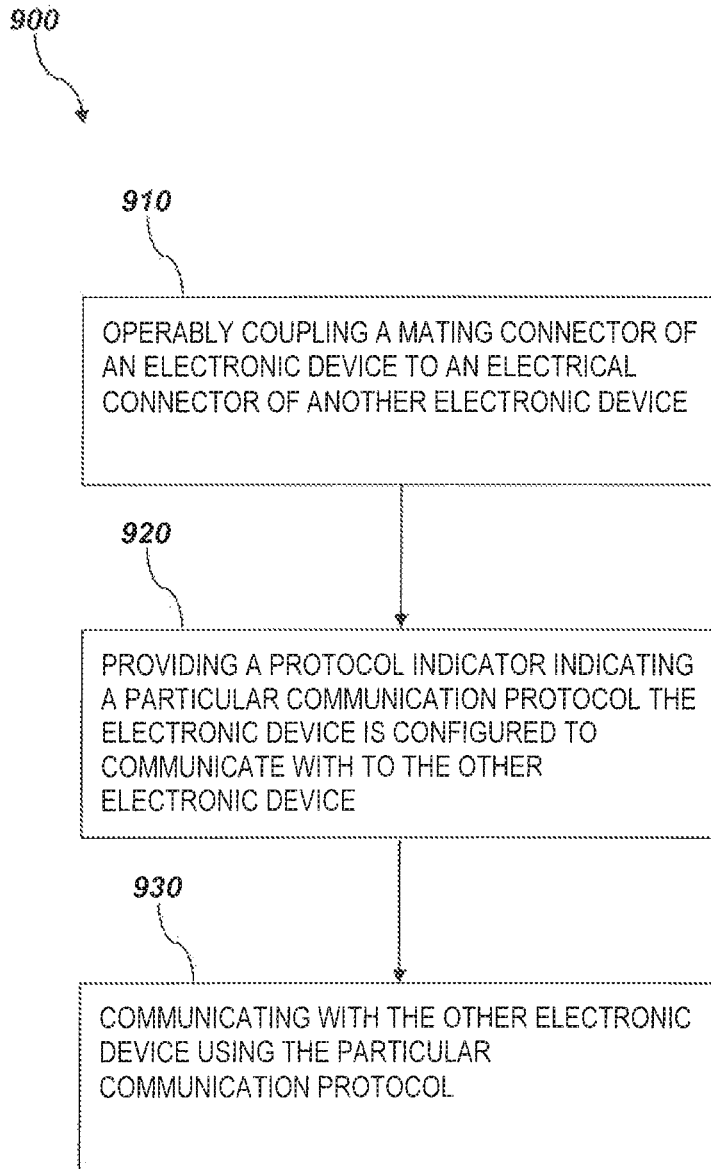 900
910
OPERABLY COUPLING A MATING CONNECTOR OF
AN ELECTRONIC DEVICE TO AN ELECTRICAL
CONNECTOR OF ANOTHER ELECTRONIC DEVICE
920
PROVIDING A PROTOCOL INDICATOR INDICATING
A PARTICULAR COMMUNICATION PROTOCOL THE
ELECTRONIC DEVICE IS CONFIGURED TO
COMMUNICATE WITH TO THE OTHER
ELECTRONIC DEVICE
930
COMMUNICATING WITH THE OTHER ELECTRONIC
DEVICE USING THE PARTICULAR
COMMUNICATION PROTOCOL